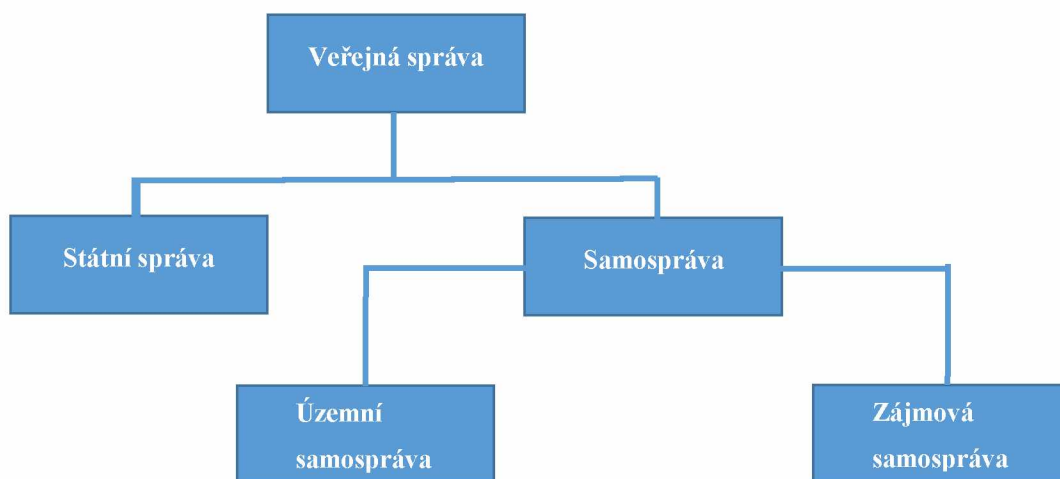 Veřejná správa
Státní správa
Samospráva
Územní
samospráva
Zájmová
samospráva